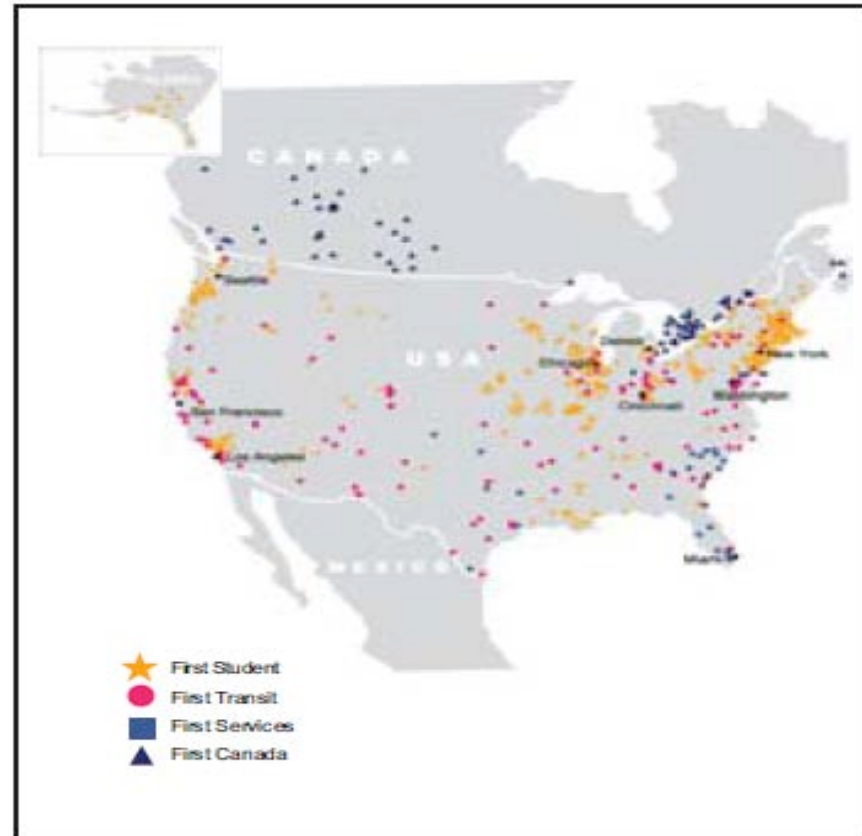 CANADA
Seattle
USA
Detroit
Chicago
New York
Washington
Cincinnati
San Francisco
Los Angeles
Miami
MEXICO
First Student
First Transit
First Services
First Canada